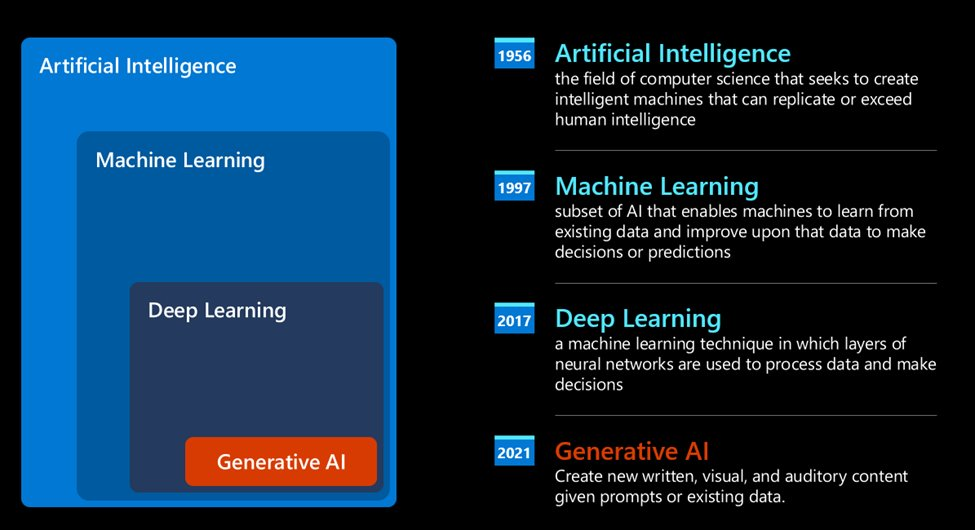 Artificial Intelligence
Machine Learning
Deep Learning
Generative AI
1956
Artificial Intelligence
the field of computer science that seeks to create
intelligent machines that can replicate or exceed
human intelligence
1997
Machine Learning
subset of AI that enables machines to learn from
existing data and improve upon that data to make
decisions or predictions
2017
Deep Learning
a machine learning technique in which layers of
neural networks are used to process data and make
decisions
2021
Generative AI
Create new written, visual, and auditory content
given prompts or existing data.